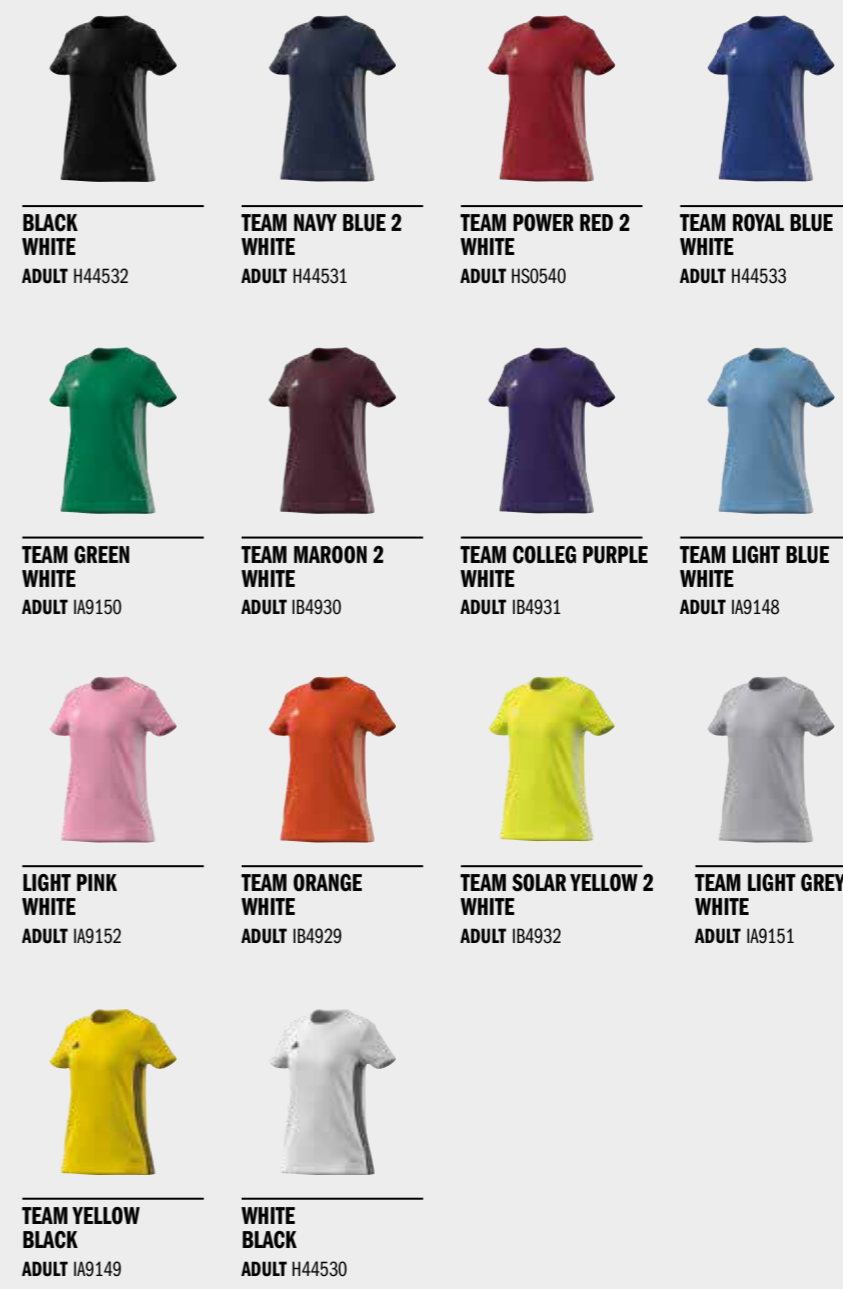 BLACK
WHITE
ADULT H44532
TEAM NAVY BLUE 2
WHITE
ADULT H44531
TEAM POWER RED 2
WHITE
ADULT HS0540
TEAM ROYAL BLUE
WHITE
ADULT H44533
TEAM GREEN
WHITE
ADULT IA9150
TEAM MAROON 2
WHITE
ADULT IB4930
TEAM COLLEG PURPLE
WHITE
ADULT IB4931
TEAM LIGHT BLUE
WHITE
ADULT IA9148
LIGHT PINK
WHITE
ADULT IA9152
TEAM ORANGE
WHITE
ADULT IB4929
TEAM SOLAR YELLOW 2
WHITE
ADULT IB4932
TEAM LIGHT GREY
WHITE
ADULT IA9151
TEAM YELLOW
BLACK
ADULT IA9149
WHITE
BLACK
ADULT H44530